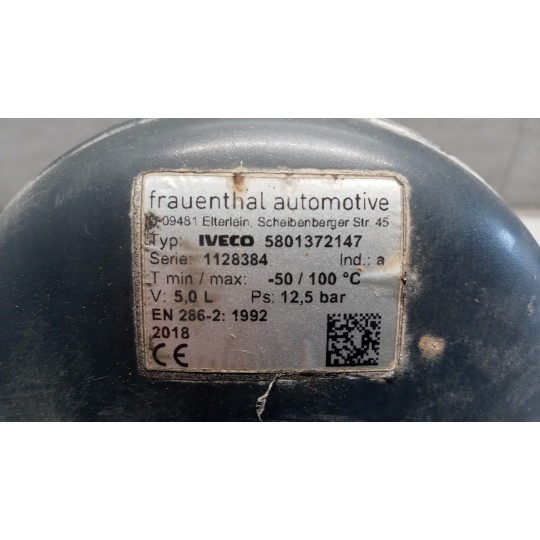 frauenthal automotive
D-09481 Elterlein, Scheibenberger Str. 45
Typ: IVECO 5801372147
Serie: 1128384 Ind.: a
T min / max: -50 / 100 °C
V: 5,0 L Ps: 12,5 bar
EN 286-2: 1992
2018
CE